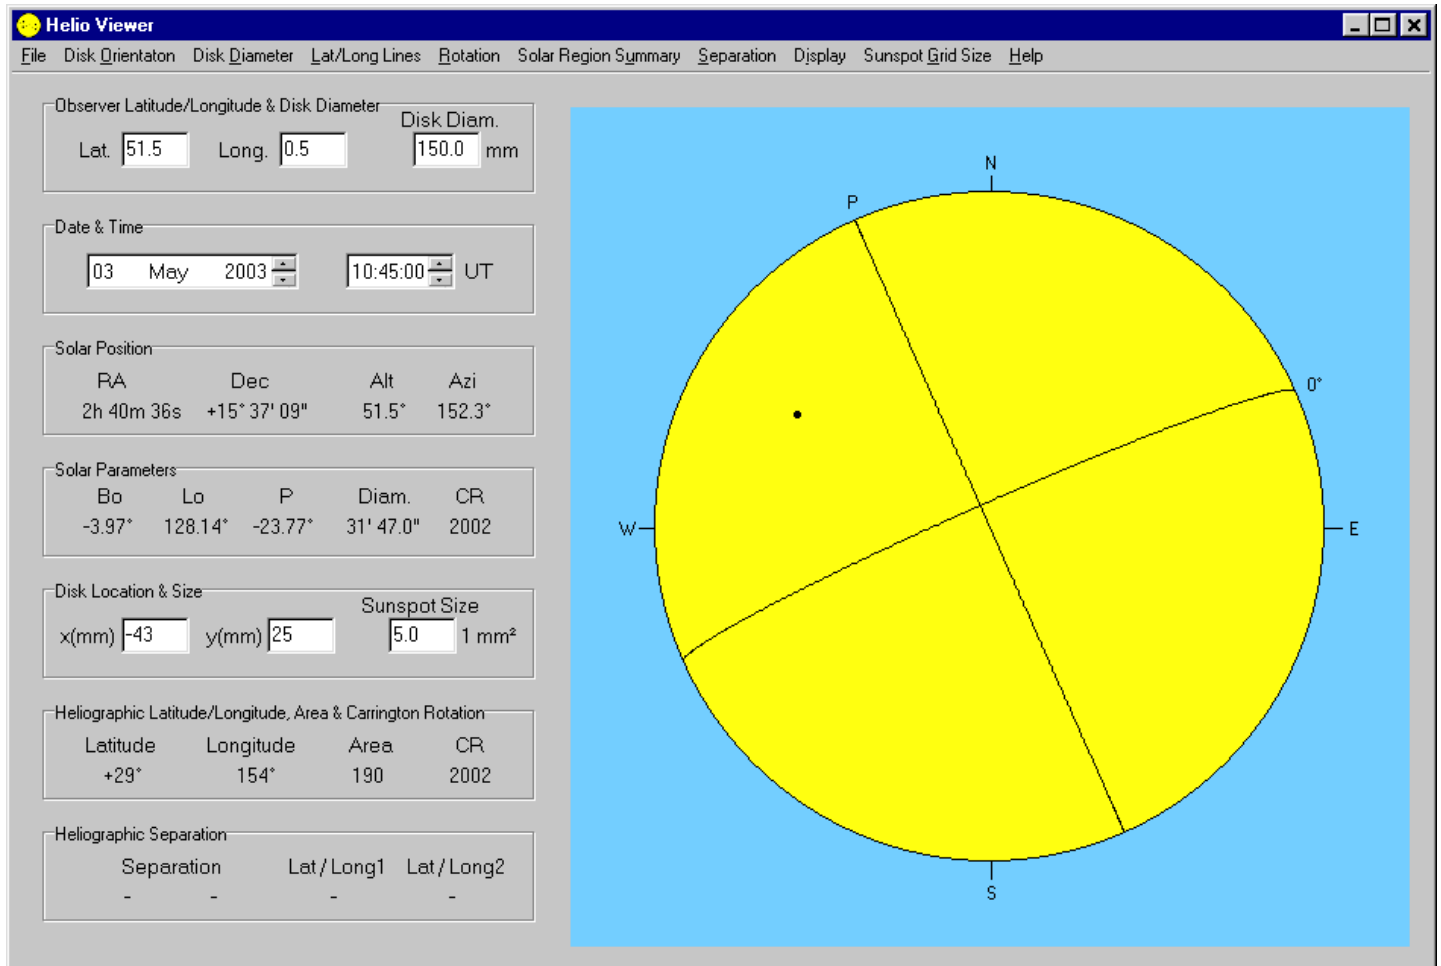 Helio Viewer
File Disk Orientaton Disk Diameter Lat/Long Lines Rotation Solar Region Summary Separation Display Sunspot Grid Size Help
Observer Latitude/Longitude & Disk Diameter
Disk Diam.
Lat. 51.5 Long. 0.5 150.0 mm
Date & Time
03 May 2003 10:45:00 UT
Solar Position
RA Dec Alt Azi
2h 40m 36s +15° 37' 09" 51.5° 152.3°
Solar Parameters
Bo Lo P Diam. CR
-3.97° 128.14° -23.77° 31' 47.0" 2002
Disk Location & Size
Sunspot Size
x(mm) -43 y(mm) 25 5.0 1 mm²
Heliographic Latitude/Longitude, Area & Carrington Rotation
Latitude Longitude Area CR
+29° 154° 190 2002
Heliographic Separation
Separation Lat/Long1 Lat/Long2
- - - -
N
P
0°
W
E
S